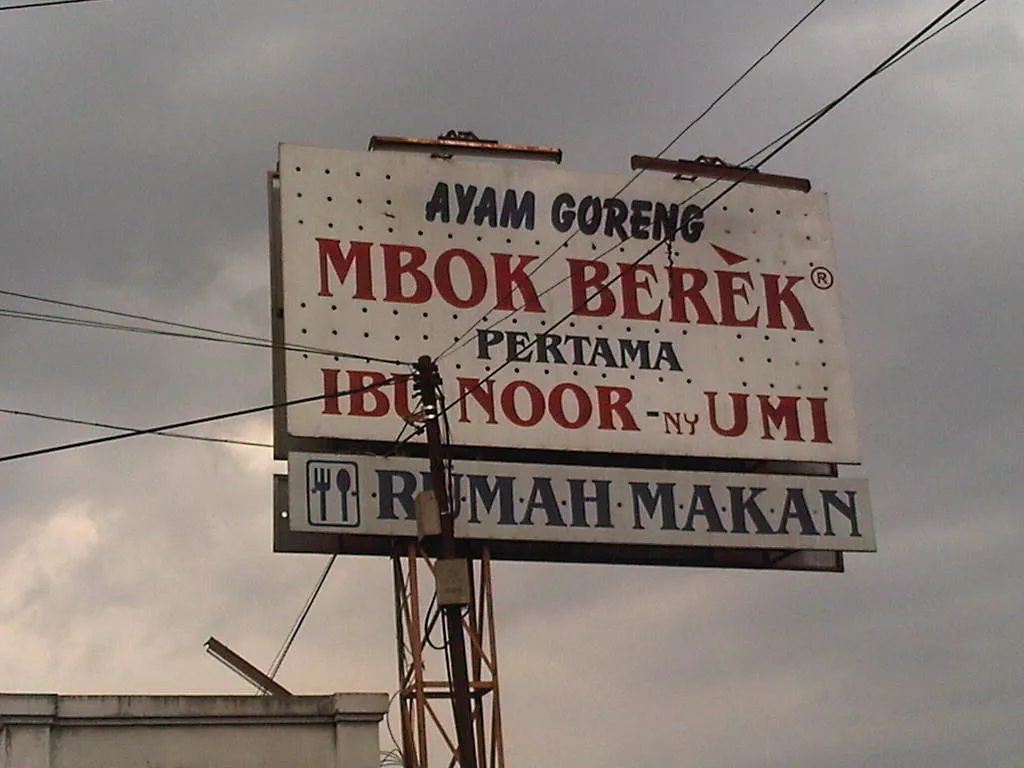 AYAM GORENG
MBOK BERÈK®
PERTAMA
IBU NOOR - NY UMI
RUMAH MAKAN